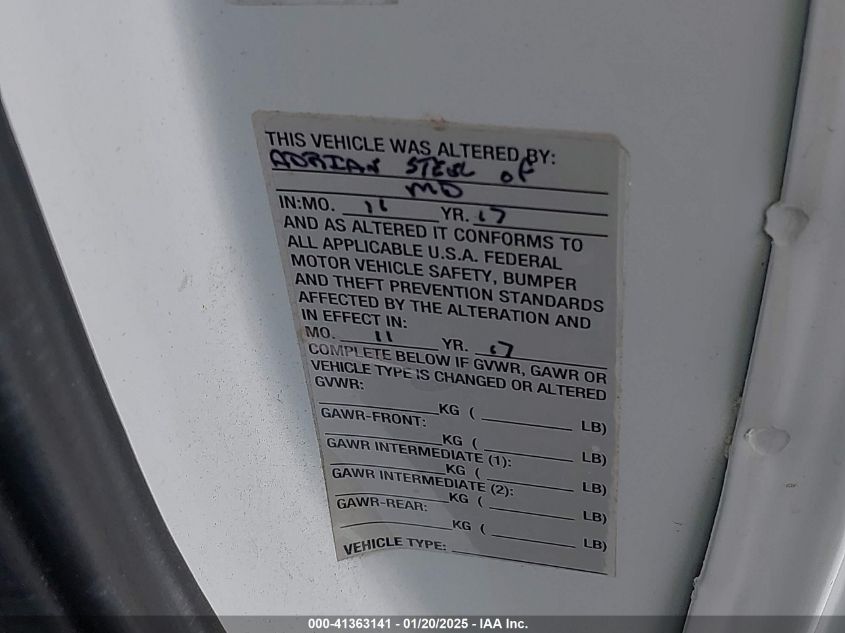 THIS VEHICLE WAS ALTERED BY:
ADRIAN STEEL OF
MD
IN:MO. 11 YR. 17
AND AS ALTERED IT CONFORMS TO
ALL APPLICABLE U.S.A. FEDERAL
MOTOR VEHICLE SAFETY, BUMPER
AND THEFT PREVENTION STANDARDS
AFFECTED BY THE ALTERATION AND
IN EFFECT IN:
MO. 11 YR. 17
COMPLETE BELOW IF GVWR, GAWR OR
VEHICLE TYPE IS CHANGED OR ALTERED
GVWR:
KG ( LB)
GAWR-FRONT:
KG ( LB)
GAWR INTERMEDIATE (1):
KG ( LB)
GAWR INTERMEDIATE (2):
KG ( LB)
GAWR-REAR:
KG ( LB)
VEHICLE TYPE:
000-41363141 - 01/20/2025 - IAA Inc.